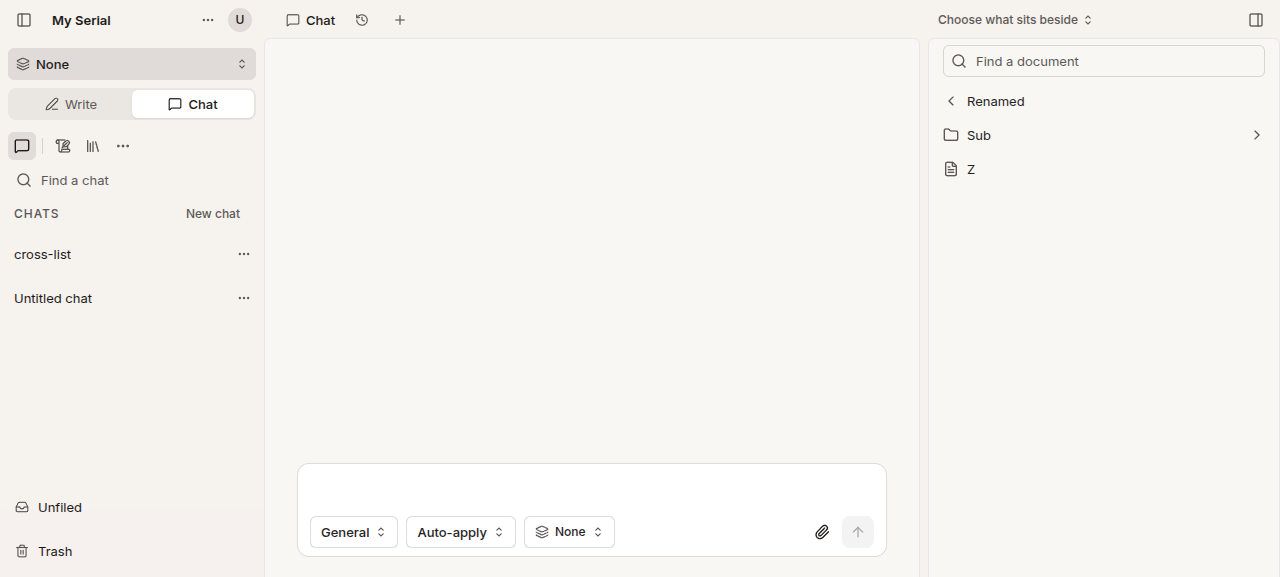 My Serial
U
None
Write
Chat
Find a chat
CHATS
New chat
cross-list
Untitled chat
Unfiled
Trash
Chat
General
Auto-apply
None
Choose what sits beside
Find a document
Renamed
Sub
Z